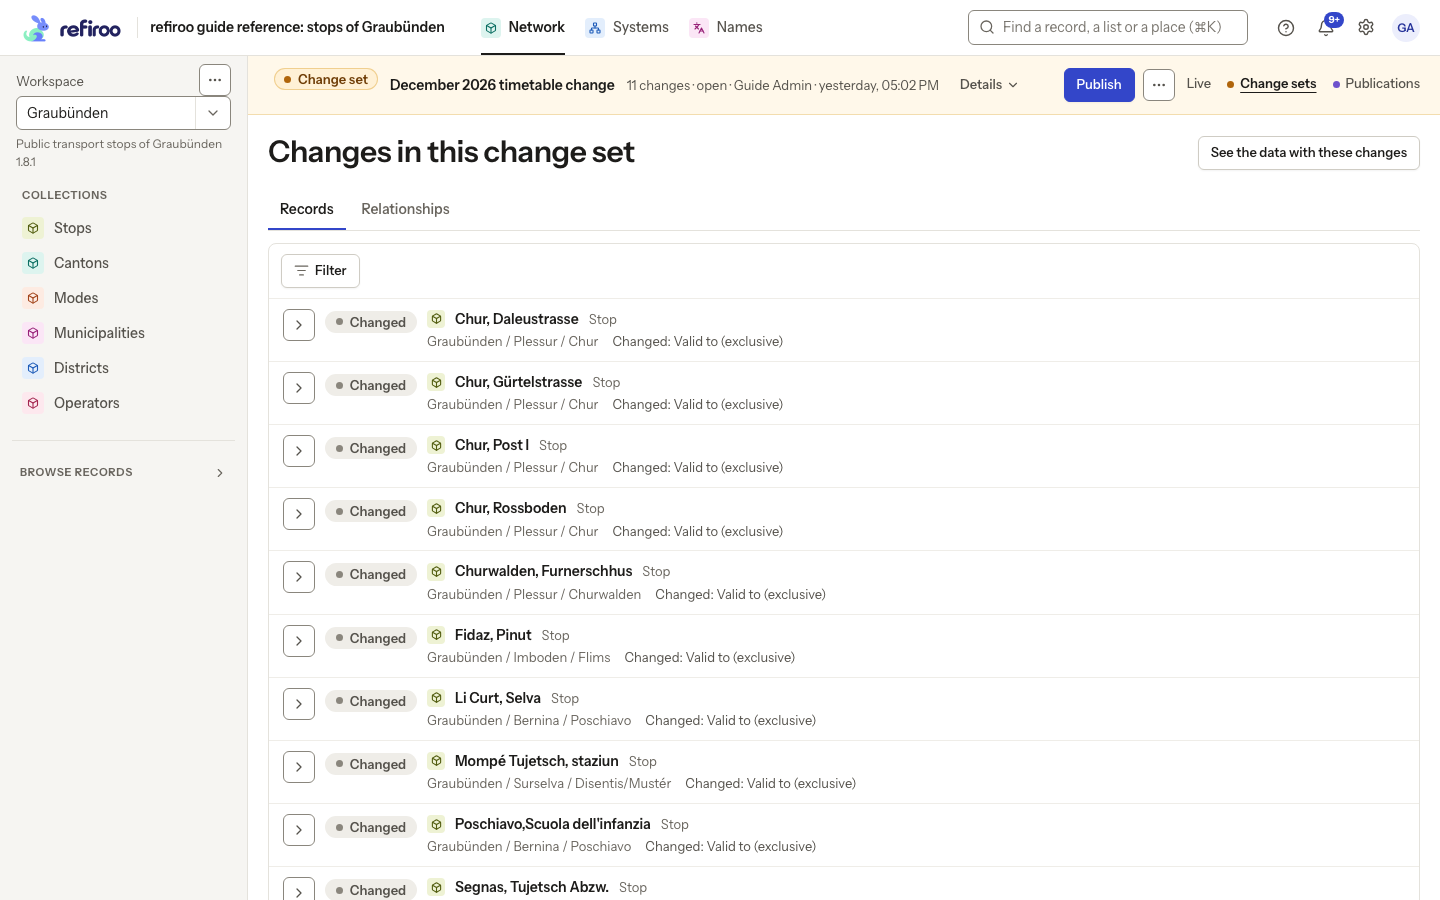 refiroo
refiroo guide reference: stops of Graubünden
Network
Systems
Names
Find a record, a list or a place (⌘K)
9+
GA
Workspace
Graubünden
Public transport stops of Graubünden
1.8.1
COLLECTIONS
Stops
Cantons
Modes
Municipalities
Districts
Operators
BROWSE RECORDS
Change set
December 2026 timetable change
11 changes · open · Guide Admin · yesterday, 05:02 PM
Details
Publish
Live
Change sets
Publications
Changes in this change set
See the data with these changes
Records
Relationships
Filter
Changed
Chur, Daleustrasse Stop
Graubünden / Plessur / Chur Changed: Valid to (exclusive)
Changed
Chur, Gürtelstrasse Stop
Graubünden / Plessur / Chur Changed: Valid to (exclusive)
Changed
Chur, Post I Stop
Graubünden / Plessur / Chur Changed: Valid to (exclusive)
Changed
Chur, Rossboden Stop
Graubünden / Plessur / Chur Changed: Valid to (exclusive)
Changed
Churwalden, Furnerschhus Stop
Graubünden / Plessur / Churwalden Changed: Valid to (exclusive)
Changed
Fidaz, Pinut Stop
Graubünden / Imboden / Flims Changed: Valid to (exclusive)
Changed
Li Curt, Selva Stop
Graubünden / Bernina / Poschiavo Changed: Valid to (exclusive)
Changed
Mompé Tujetsch, staziun Stop
Graubünden / Surselva / Disentis/Mustér Changed: Valid to (exclusive)
Changed
Poschiavo,Scuola dell'infanzia Stop
Graubünden / Bernina / Poschiavo Changed: Valid to (exclusive)
Changed
Segnas, Tujetsch Abzw. Stop